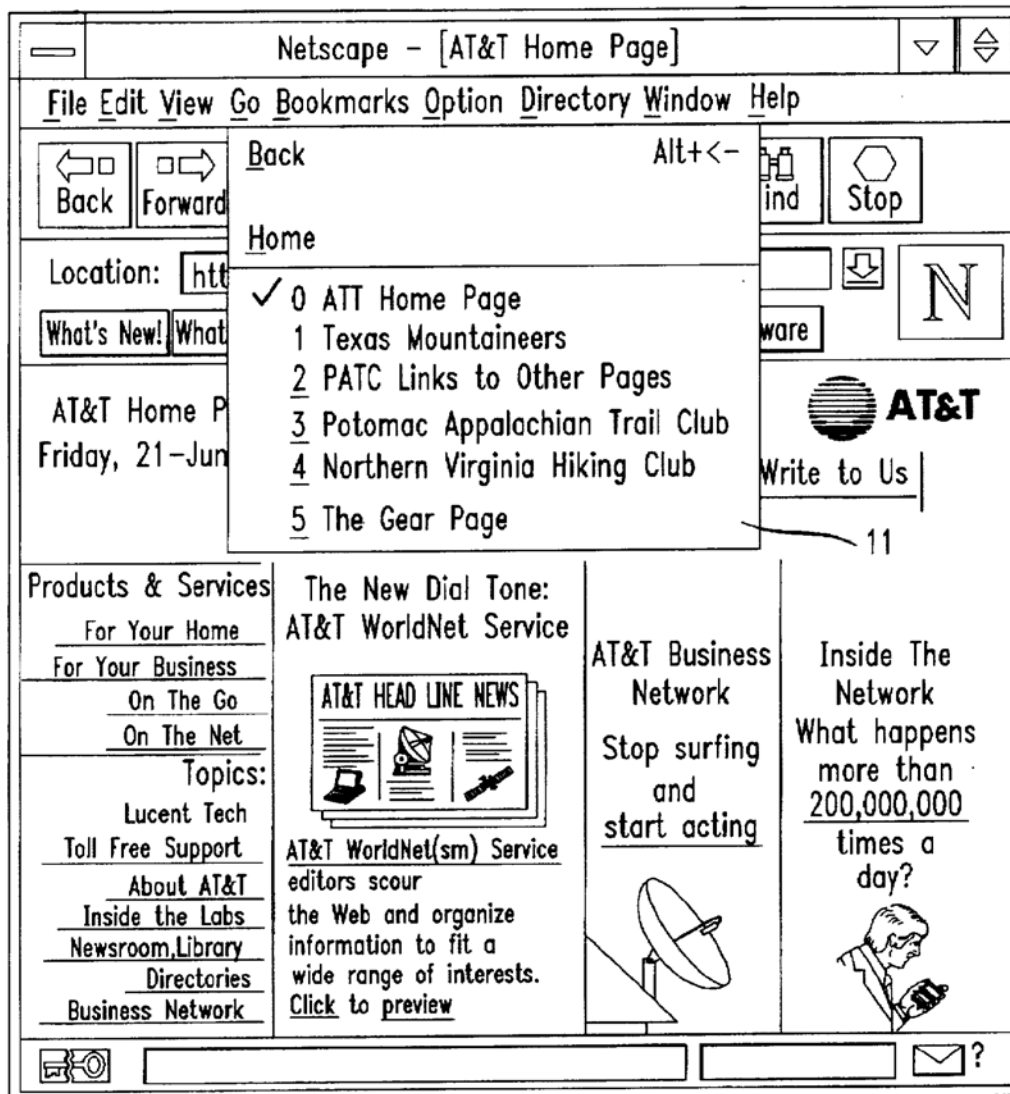 Netscape - [AT&T Home Page]
File Edit View Go Bookmarks Option Directory Window Help
Back Forward ind Stop
Back Alt+<-
Home
Location: htt
N
What's New! What ware
✓ 0 ATT Home Page
1 Texas Mountaineers
2 PATC Links to Other Pages
3 Potomac Appalachian Trail Club
4 Northern Virginia Hiking Club
5 The Gear Page
11
AT&T Home P
Friday, 21-Jun
AT&T
Write to Us
Products & Services
For Your Home
For Your Business
On The Go
On The Net
Topics:
Lucent Tech
Toll Free Support
About AT&T
Inside the Labs
Newsroom,Library
Directories
Business Network
The New Dial Tone:
AT&T WorldNet Service
AT&T HEAD LINE NEWS
AT&T WorldNet(sm) Service
editors scour
the Web and organize
information to fit a
wide range of interests.
Click to preview
AT&T Business
Network
Stop surfing
and
start acting
Inside The
Network
What happens
more than
200,000,000
times a
day?
?